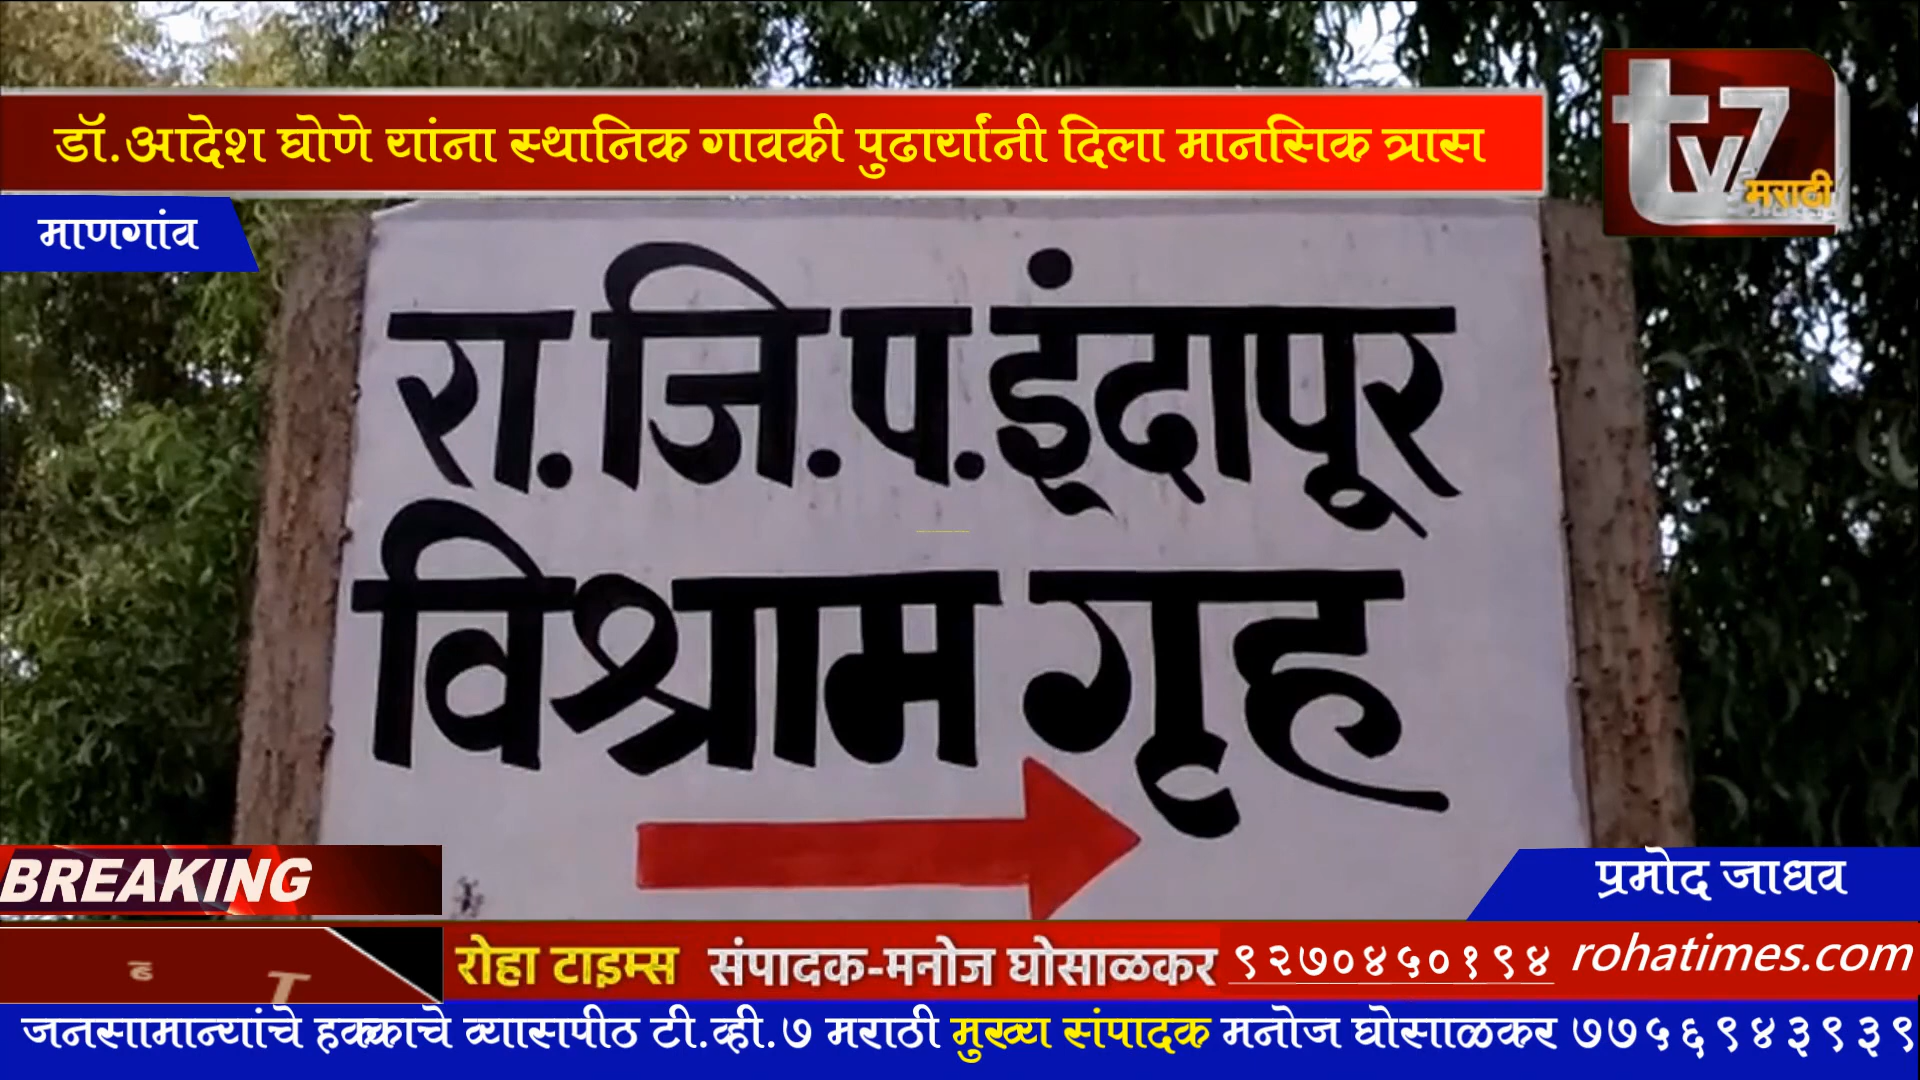 डॉ.आदेश घोणे यांना स्थानिक गावकी पुढार्यांनी दिला मानसिक त्रास
tv7
मराठी
माणगांव
रा.जि.प.इंदापूर
विश्राम गृह
BREAKING
प्रमोद जाधव
रोहा टाइम्स संपादक-मनोज घोसाळकर ९२७०४५०१९४ rohatimes.com
जनसामान्यांचे हक्काचे व्यासपीठ टी.व्ही.७ मराठी मुख्य संपादक मनोज घोसाळकर ७७५६९४३९३९